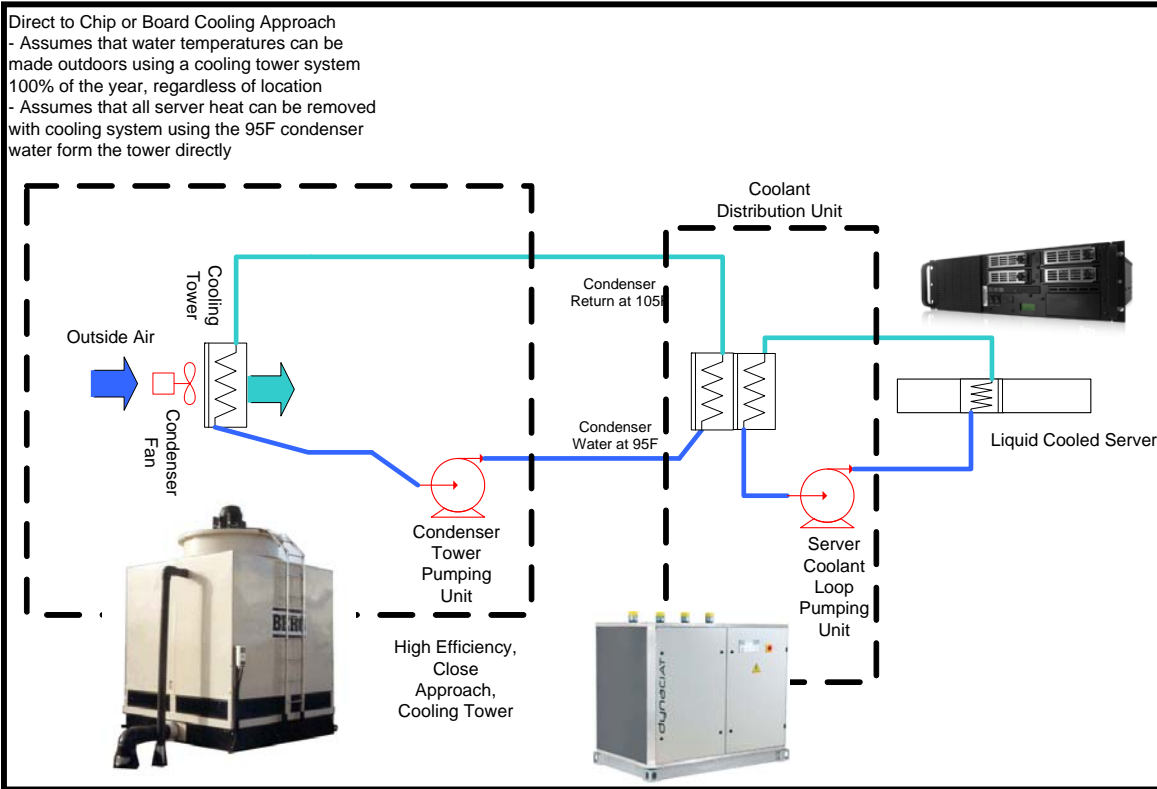 Direct to Chip or Board Cooling Approach
- Assumes that water temperatures can be
made outdoors using a cooling tower system
100% of the year, regardless of location
- Assumes that all server heat can be removed
with cooling system using the 95F condenser
water form the tower directly
Coolant
Distribution Unit
Cooling
Tower
Condenser
Return at 105F
Outside Air
Condenser
Fan
Condenser
Water at 95F
Liquid Cooled Server
Condenser
Tower
Pumping
Unit
Server
Coolant
Loop
Pumping
Unit
High Efficiency,
Close
Approach,
Cooling Tower
dynaciat